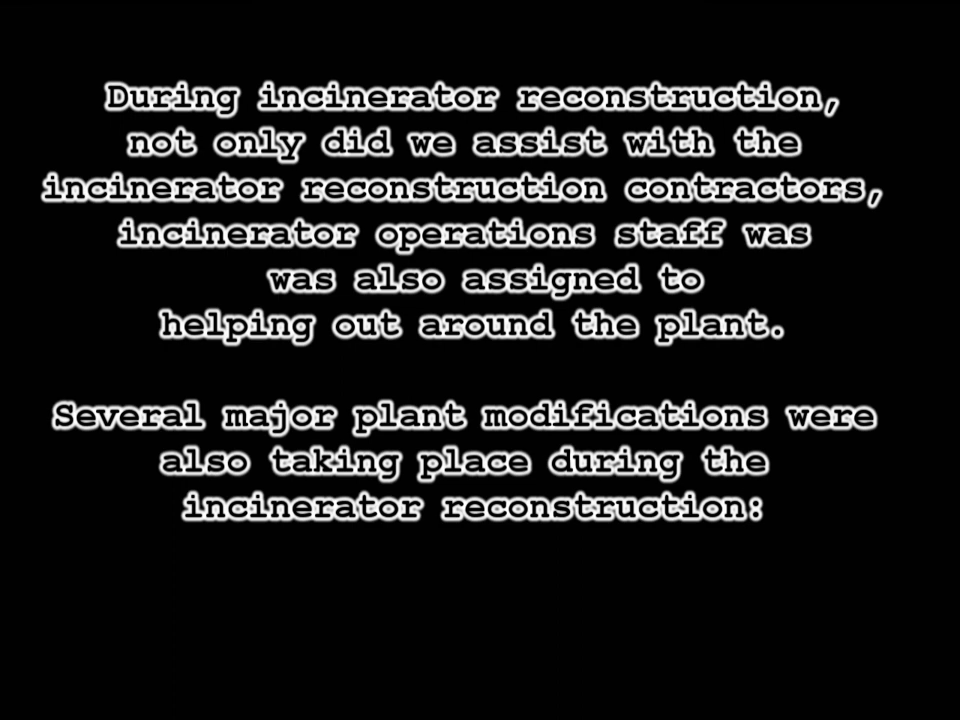 During incinerator reconstruction,
not only did we assist with the
incinerator reconstruction contractors,
incinerator operations staff was
was also assigned to
helping out around the plant.
Several major plant modifications were
also taking place during the
incinerator reconstruction: